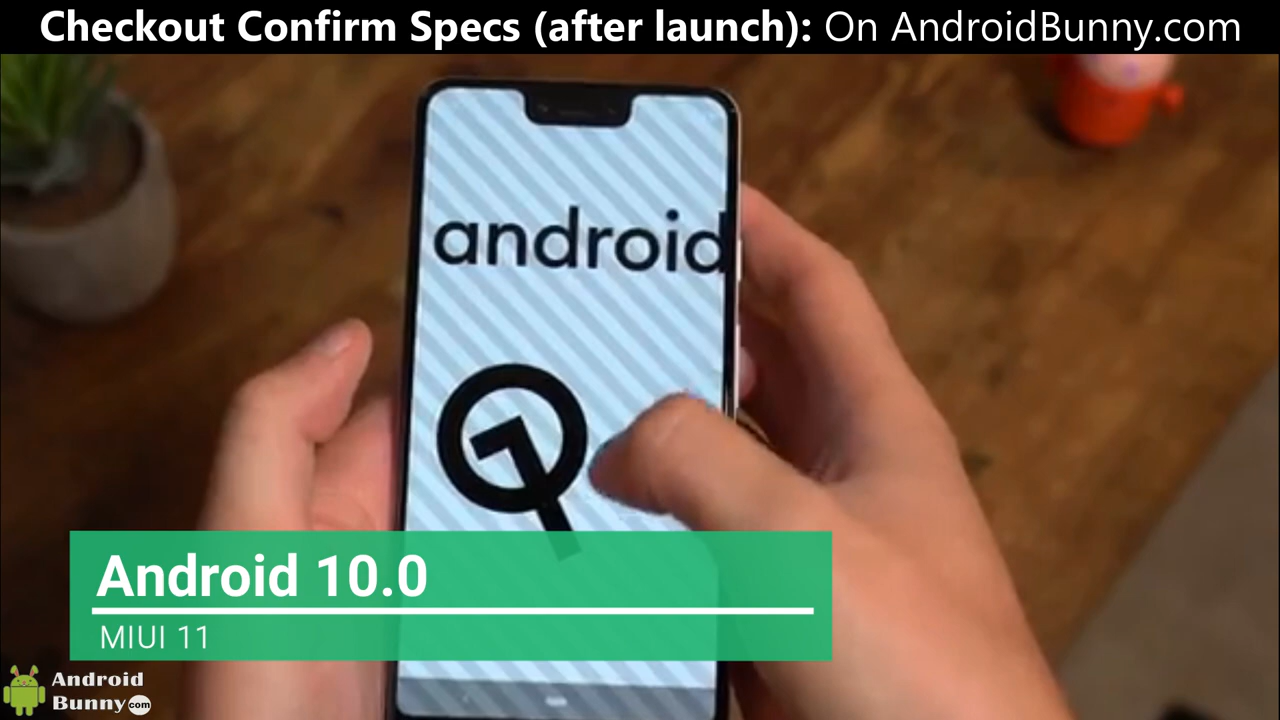 Checkout Confirm Specs (after launch): On AndroidBunny.com
android
Q
Android 10.0
MIUI 11
Android
Bunny.com